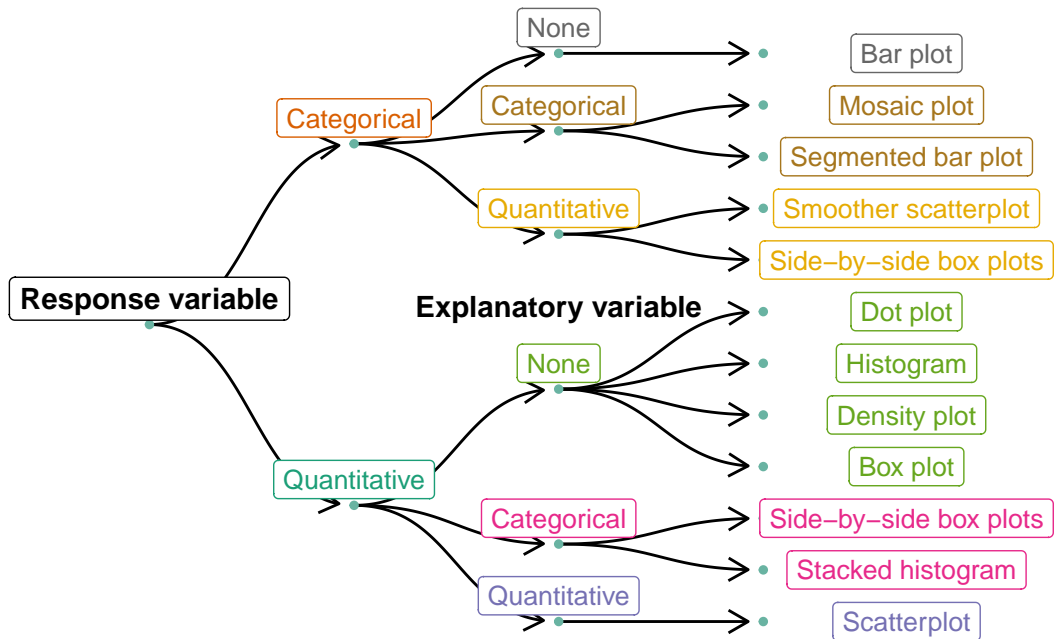 None
Bar plot
Categorical
Categorical
Mosaic plot
Segmented bar plot
Quantitative
Smoother scatterplot
Side−by−side box plots
Response variable
Explanatory variable
Dot plot
None
Histogram
Density plot
Box plot
Quantitative
Categorical
Side−by−side box plots
Stacked histogram
Quantitative
Scatterplot